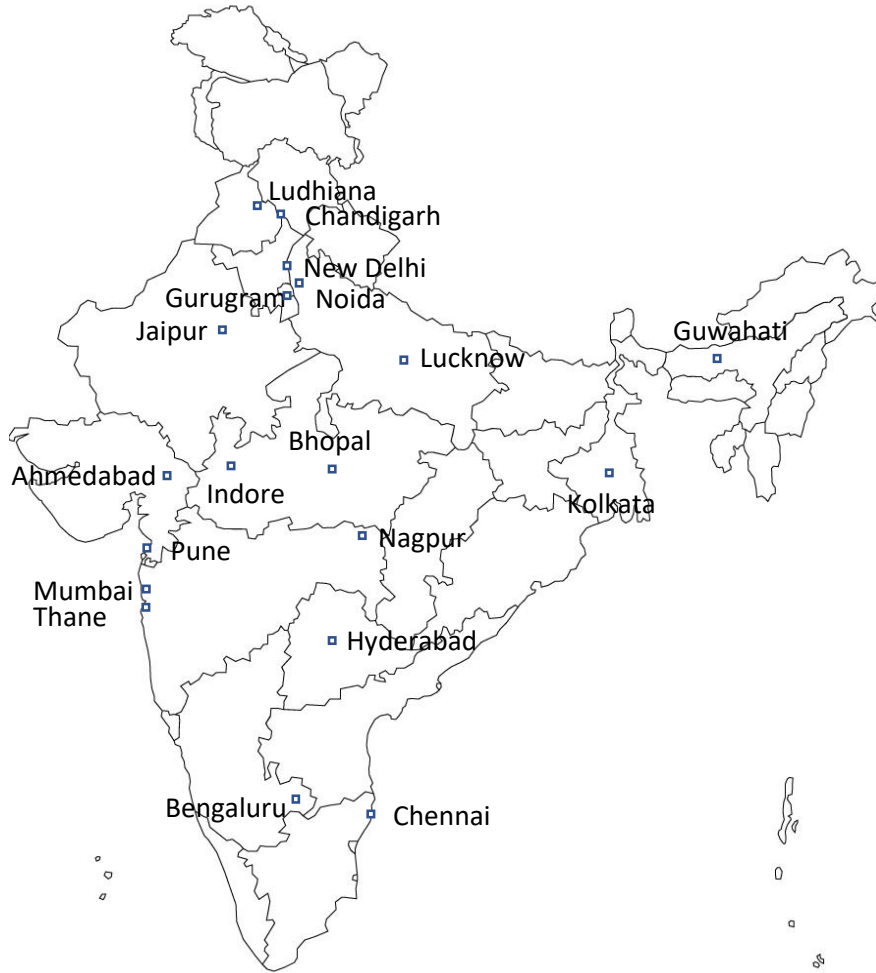 Ludhiana
Chandigarh
New Delhi
Gurugram
Noida
Jaipur
Guwahati
Lucknow
Bhopal
Ahmedabad
Indore
Kolkata
Nagpur
Pune
Mumbai
Thane
Hyderabad
Bengaluru
Chennai